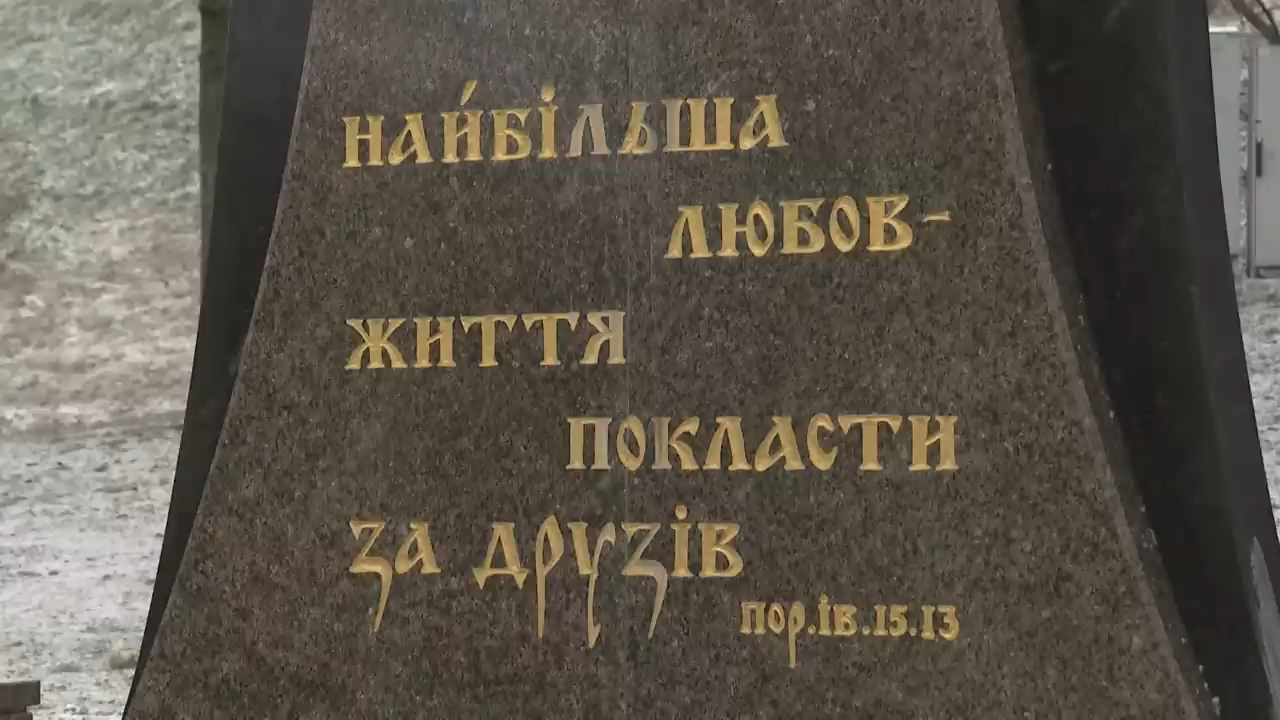 НАЙБІЛЬША
ЛЮБОВ-
ЖИТТЯ
ПОКЛАСТИ
ЗА ДРУЗІВ
ПОР.ІВ.15.13